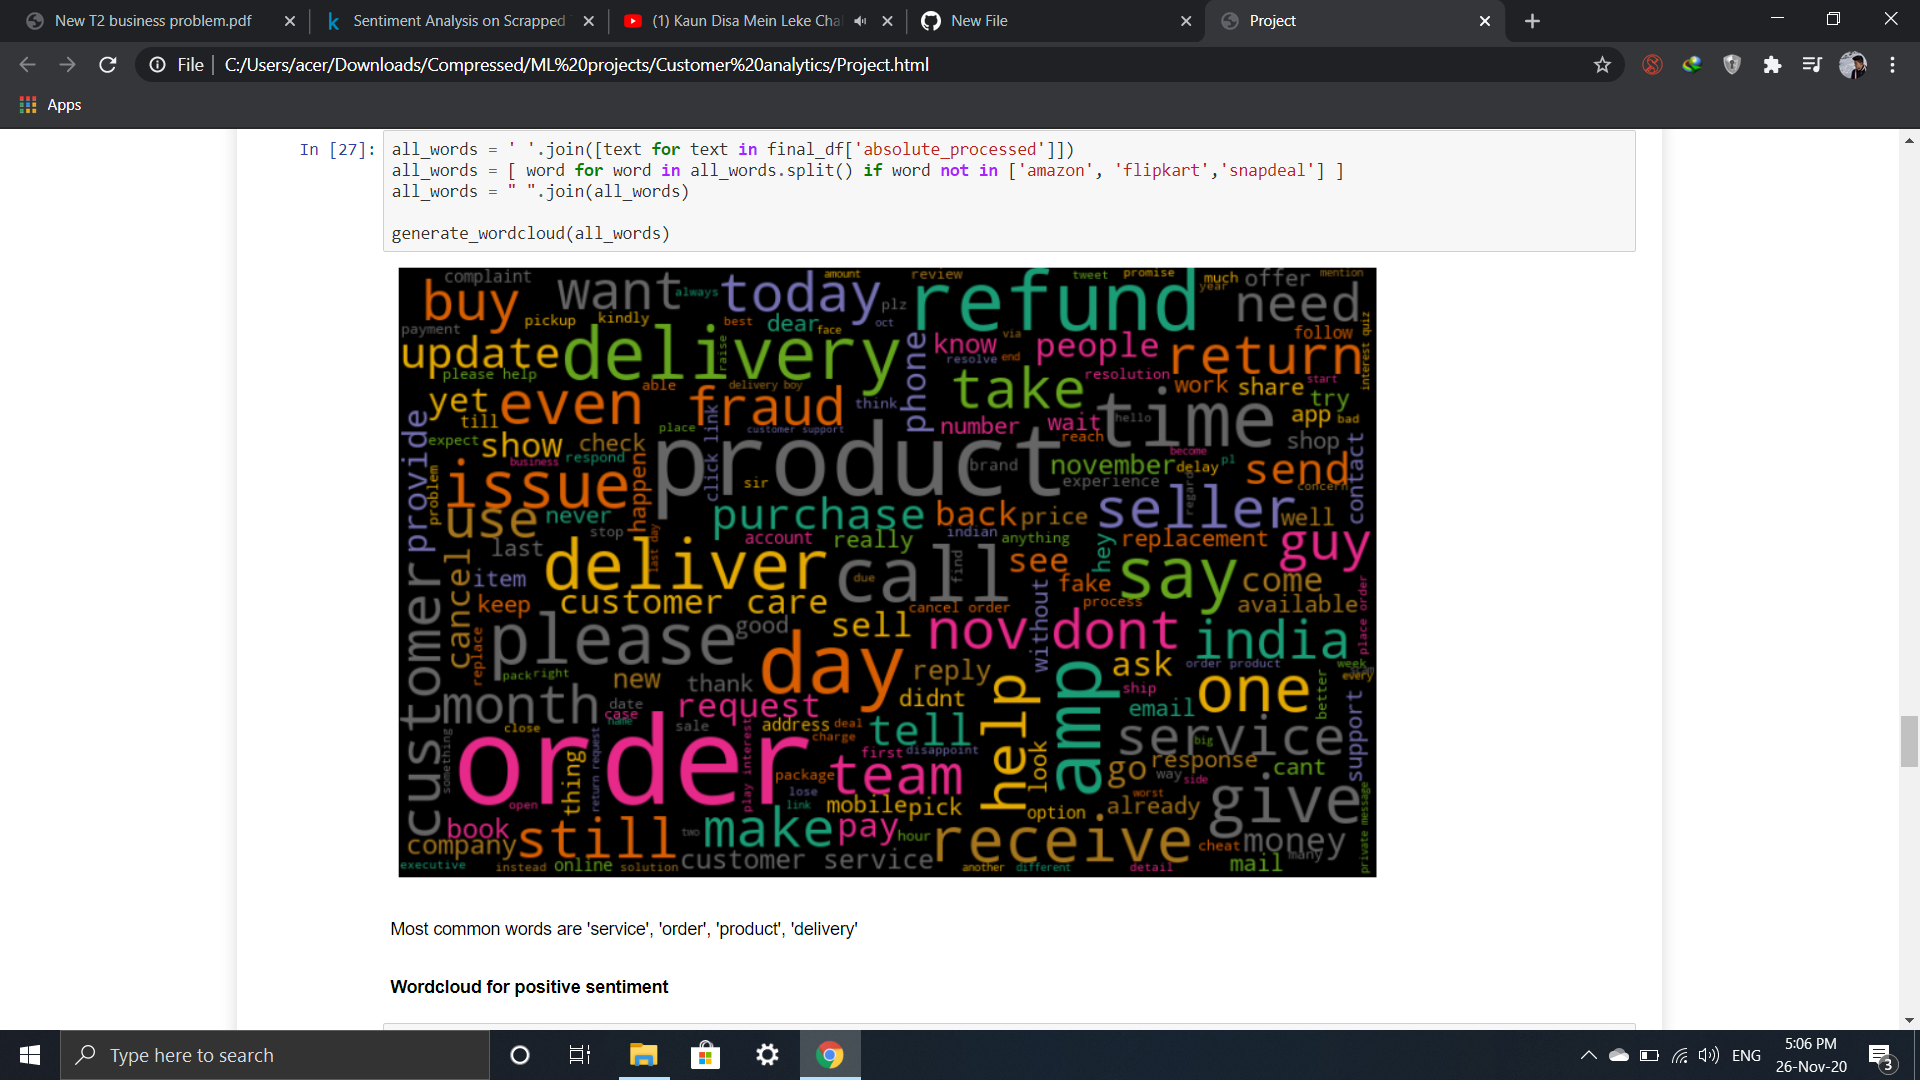 New T2 business problem.pdf
Sentiment Analysis on Scrapped
(1) Kaun Disa Mein Leke Cha
New File
Project
File
C:/Users/acer/Downloads/Compressed/ML%20projects/Customer%20analytics/Project.html
Apps
In [27]:
all_words = ' '.join([text for text in final_df['absolute_processed']])
all_words = [ word for word in all_words.split() if word not in ['amazon', 'flipkart','snapdeal'] ]
all_words = " ".join(all_words)
generate_wordcloud(all_words)
complaint amount review tweet promise much offer mention
buy want always today plz refund year need
payment pickup kindly best dear face oct via follow
update delivery raise phone know people return interest quiz
please help able delivery boy resolve end resolution work share start
yet even fraud think take try
till click link number wait hello time app bad
provide expect show check place customer support reach shop
business respond product brand november become delay pl send contact
problem issue happen sir experience regard concern
use never purchase back price seller well
last stop last day account really indian anything hey replacement guy
cancel item deliver call due find see fake say come
customer keep customer care cancel order process available place order
replace please good sell nov without dont india
pack right day reply amp ask order product week every
month new thank didnt help ship one better
date case name request address deal tell email service support
close order sale charge first disappoint look big
something thing return request play interest package team go response way side cant
open lose link mobile pick option worst already give private message
book still two make pay hour receive cheat money
company customer service many
executive instead online solution another different detail mail
Most common words are 'service', 'order', 'product', 'delivery'
Wordcloud for positive sentiment
Type here to search
ENG
5:06 PM
26-Nov-20
3